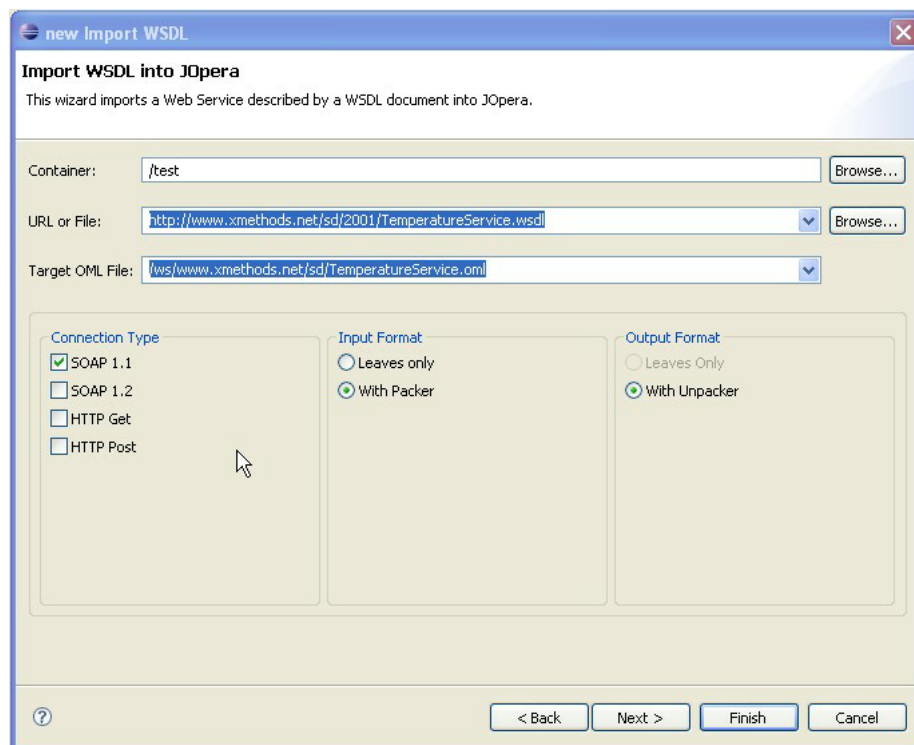 new Import WSDL
Import WSDL into JOpera
This wizard imports a Web Service described by a WSDL document into JOpera.
Container: /test Browse...
URL or File: http://www.xmethods.net/sd/2001/TemperatureService.wsdl Browse...
Target OML File: /ws/www.xmethods.net/sd/TemperatureService.oml
Connection Type Input Format Output Format
SOAP 1.1 Leaves only Leaves Only
SOAP 1.2 With Packer With Unpacker
HTTP Get
HTTP Post
? < Back Next > Finish Cancel